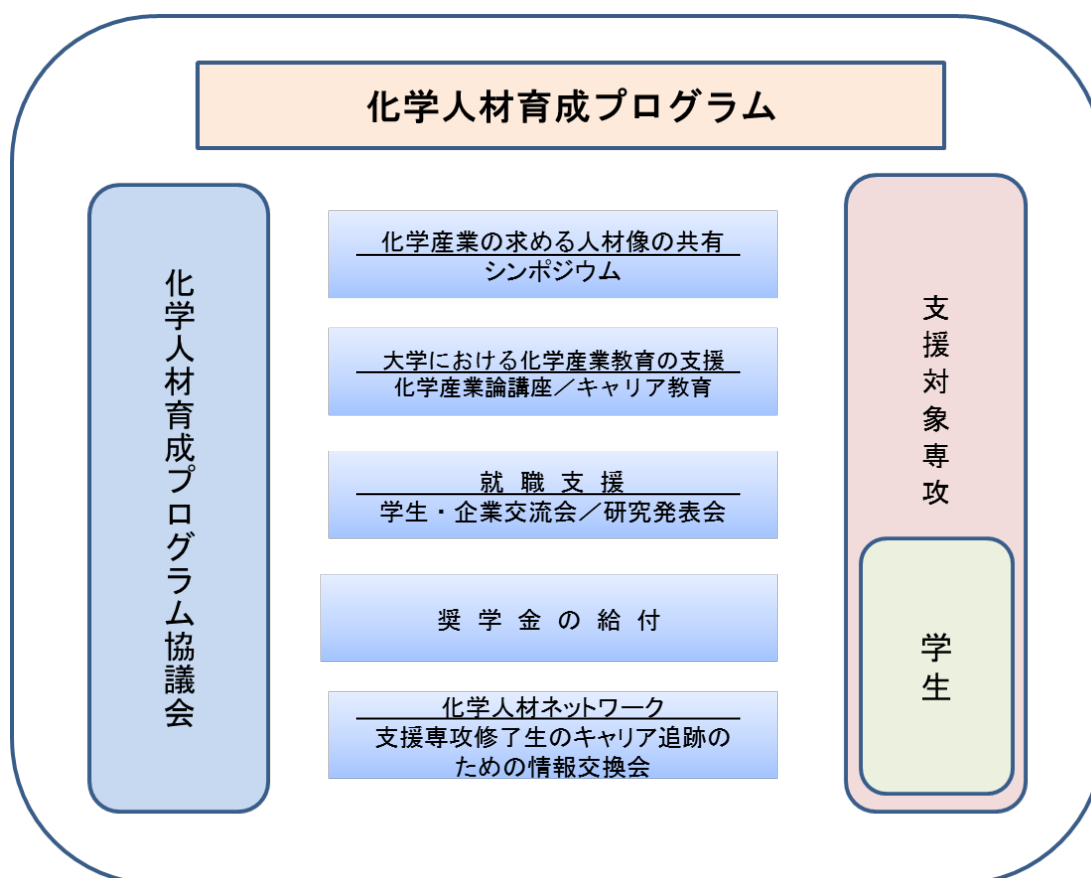 化学人材育成プログラム
化学人材育成プログラム協議会
化学産業の求める人材像の共有
シンポジウム
大学における化学産業教育の支援
化学産業論講座／キャリア教育
就職支援
学生・企業交流会／研究発表会
奨学金の給付
化学人材ネットワーク
支援専攻修了生のキャリア追跡の
ための情報交換会
支援対象専攻
学生